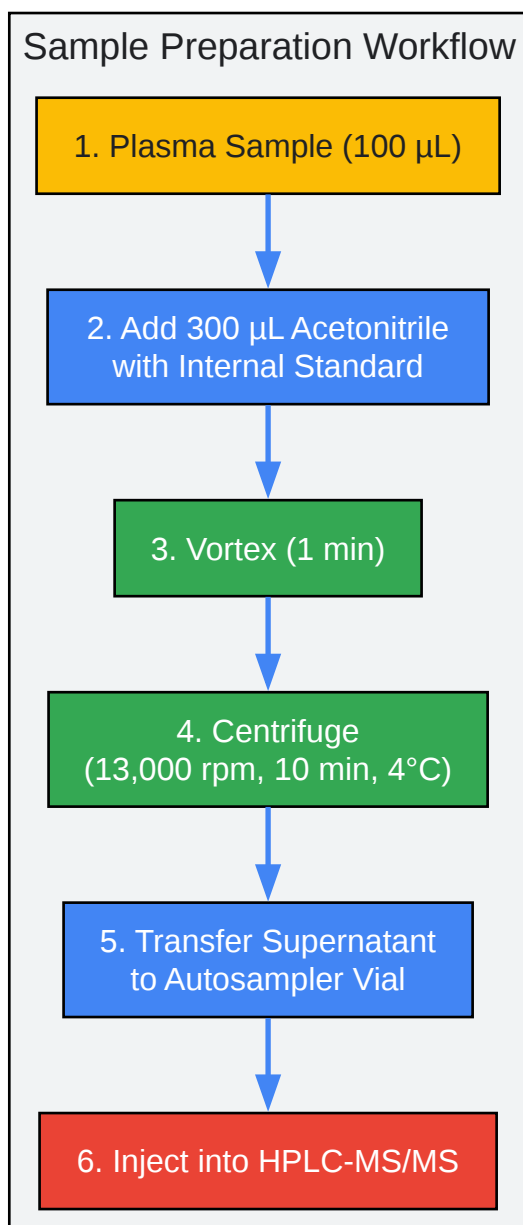 Sample Preparation Workflow
1. Plasma Sample (100 µL)
2. Add 300 µL Acetonitrile
with Internal Standard
3. Vortex (1 min)
4. Centrifuge
(13,000 rpm, 10 min, 4°C)
5. Transfer Supernatant
to Autosampler Vial
6. Inject into HPLC-MS/MS